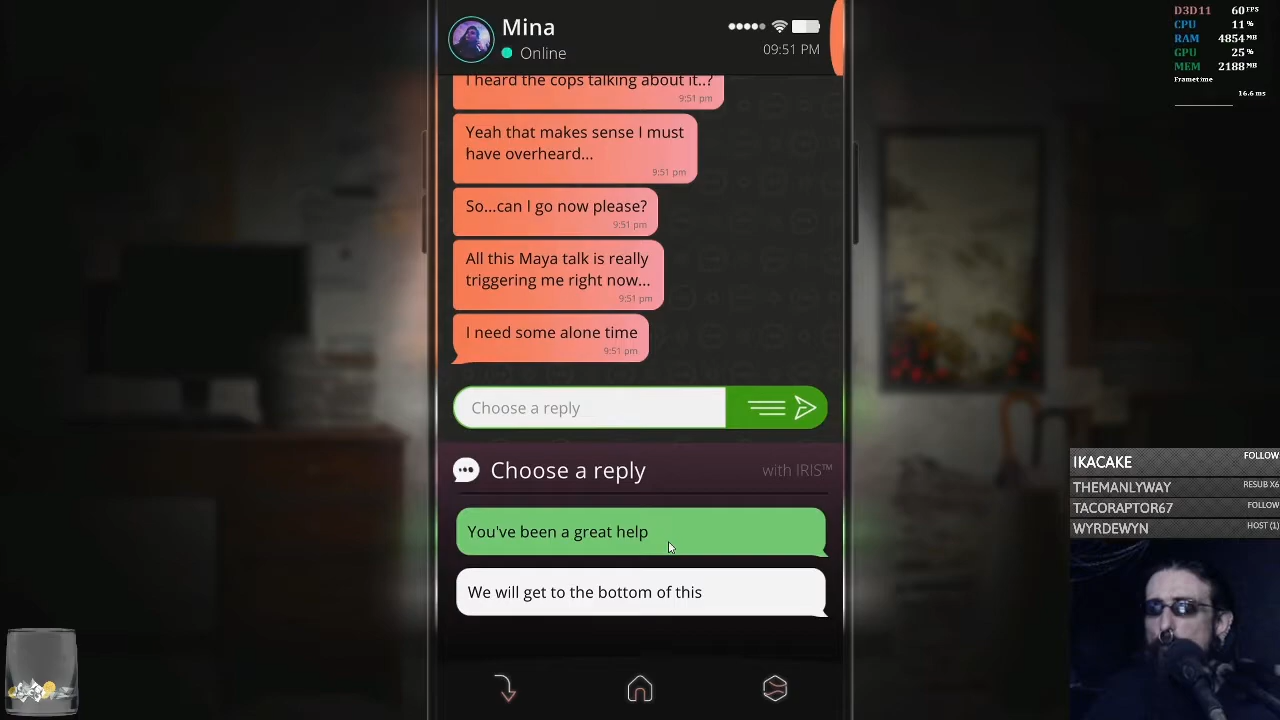 Mina
Online
09:51 PM
I heard the cops talking about it..?
9:51 pm
Yeah that makes sense I must
have overheard...
9:51 pm
So...can I go now please?
9:51 pm
All this Maya talk is really
triggering me right now...
9:51 pm
I need some alone time
9:51 pm
Choose a reply
Choose a reply
with IRIS™
You've been a great help
We will get to the bottom of this
D3D11 60 FPS
CPU 11 %
RAM 4854 MB
GPU 25 %
MEM 2188 MB
Frametime
16.6 ms
IKACAKE FOLLOW
THEMANLYWAY RESUB X6
TACORAPTOR67 FOLLOW
WYRDEWYN HOST (1)